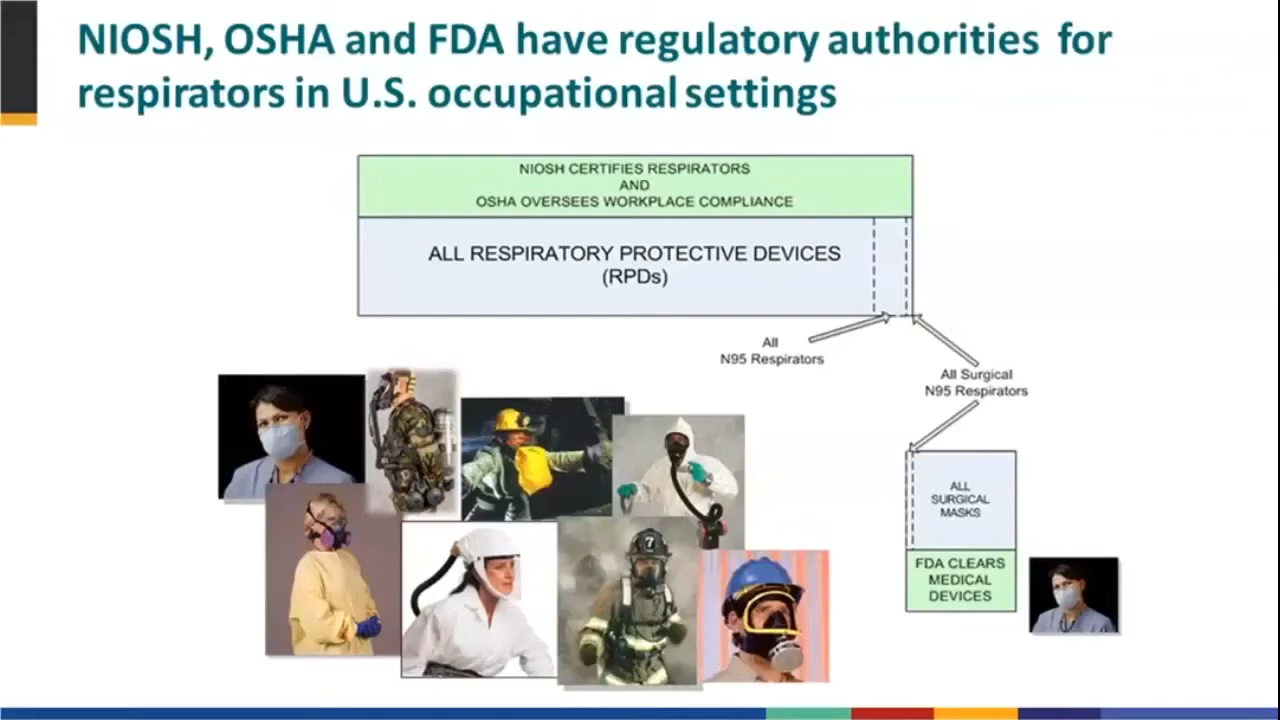 NIOSH, OSHA and FDA have regulatory authorities for
respirators in U.S. occupational settings
NIOSH CERTIFIES RESPIRATORS
AND
OSHA OVERSEES WORKPLACE COMPLIANCE
ALL RESPIRATORY PROTECTIVE DEVICES
(RPDs)
All
N95 Respirators
All Surgical
N95 Respirators
ALL
SURGICAL
MASKS
FDA CLEARS
MEDICAL
DEVICES
7